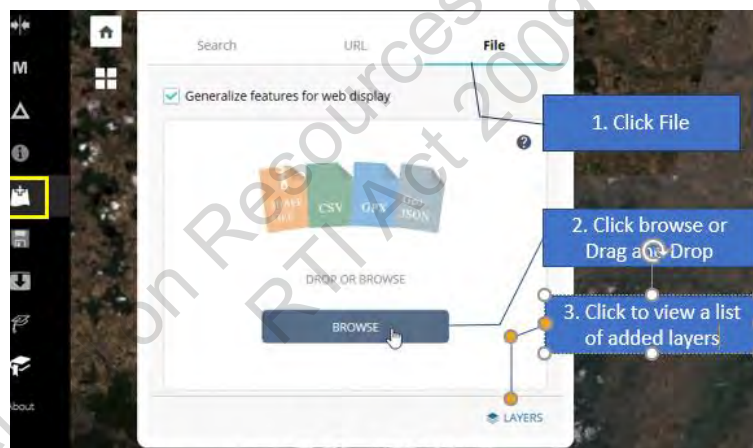 M
Search
URL
File
Generalize features for web display
1. Click File
?
CSV
GPX
JSON
2. Click browse or
Drag and Drop
DROP OR BROWSE
BROWSE
3. Click to view a list
of added layers
LAYERS
About
on Resources
RTI Act 2009